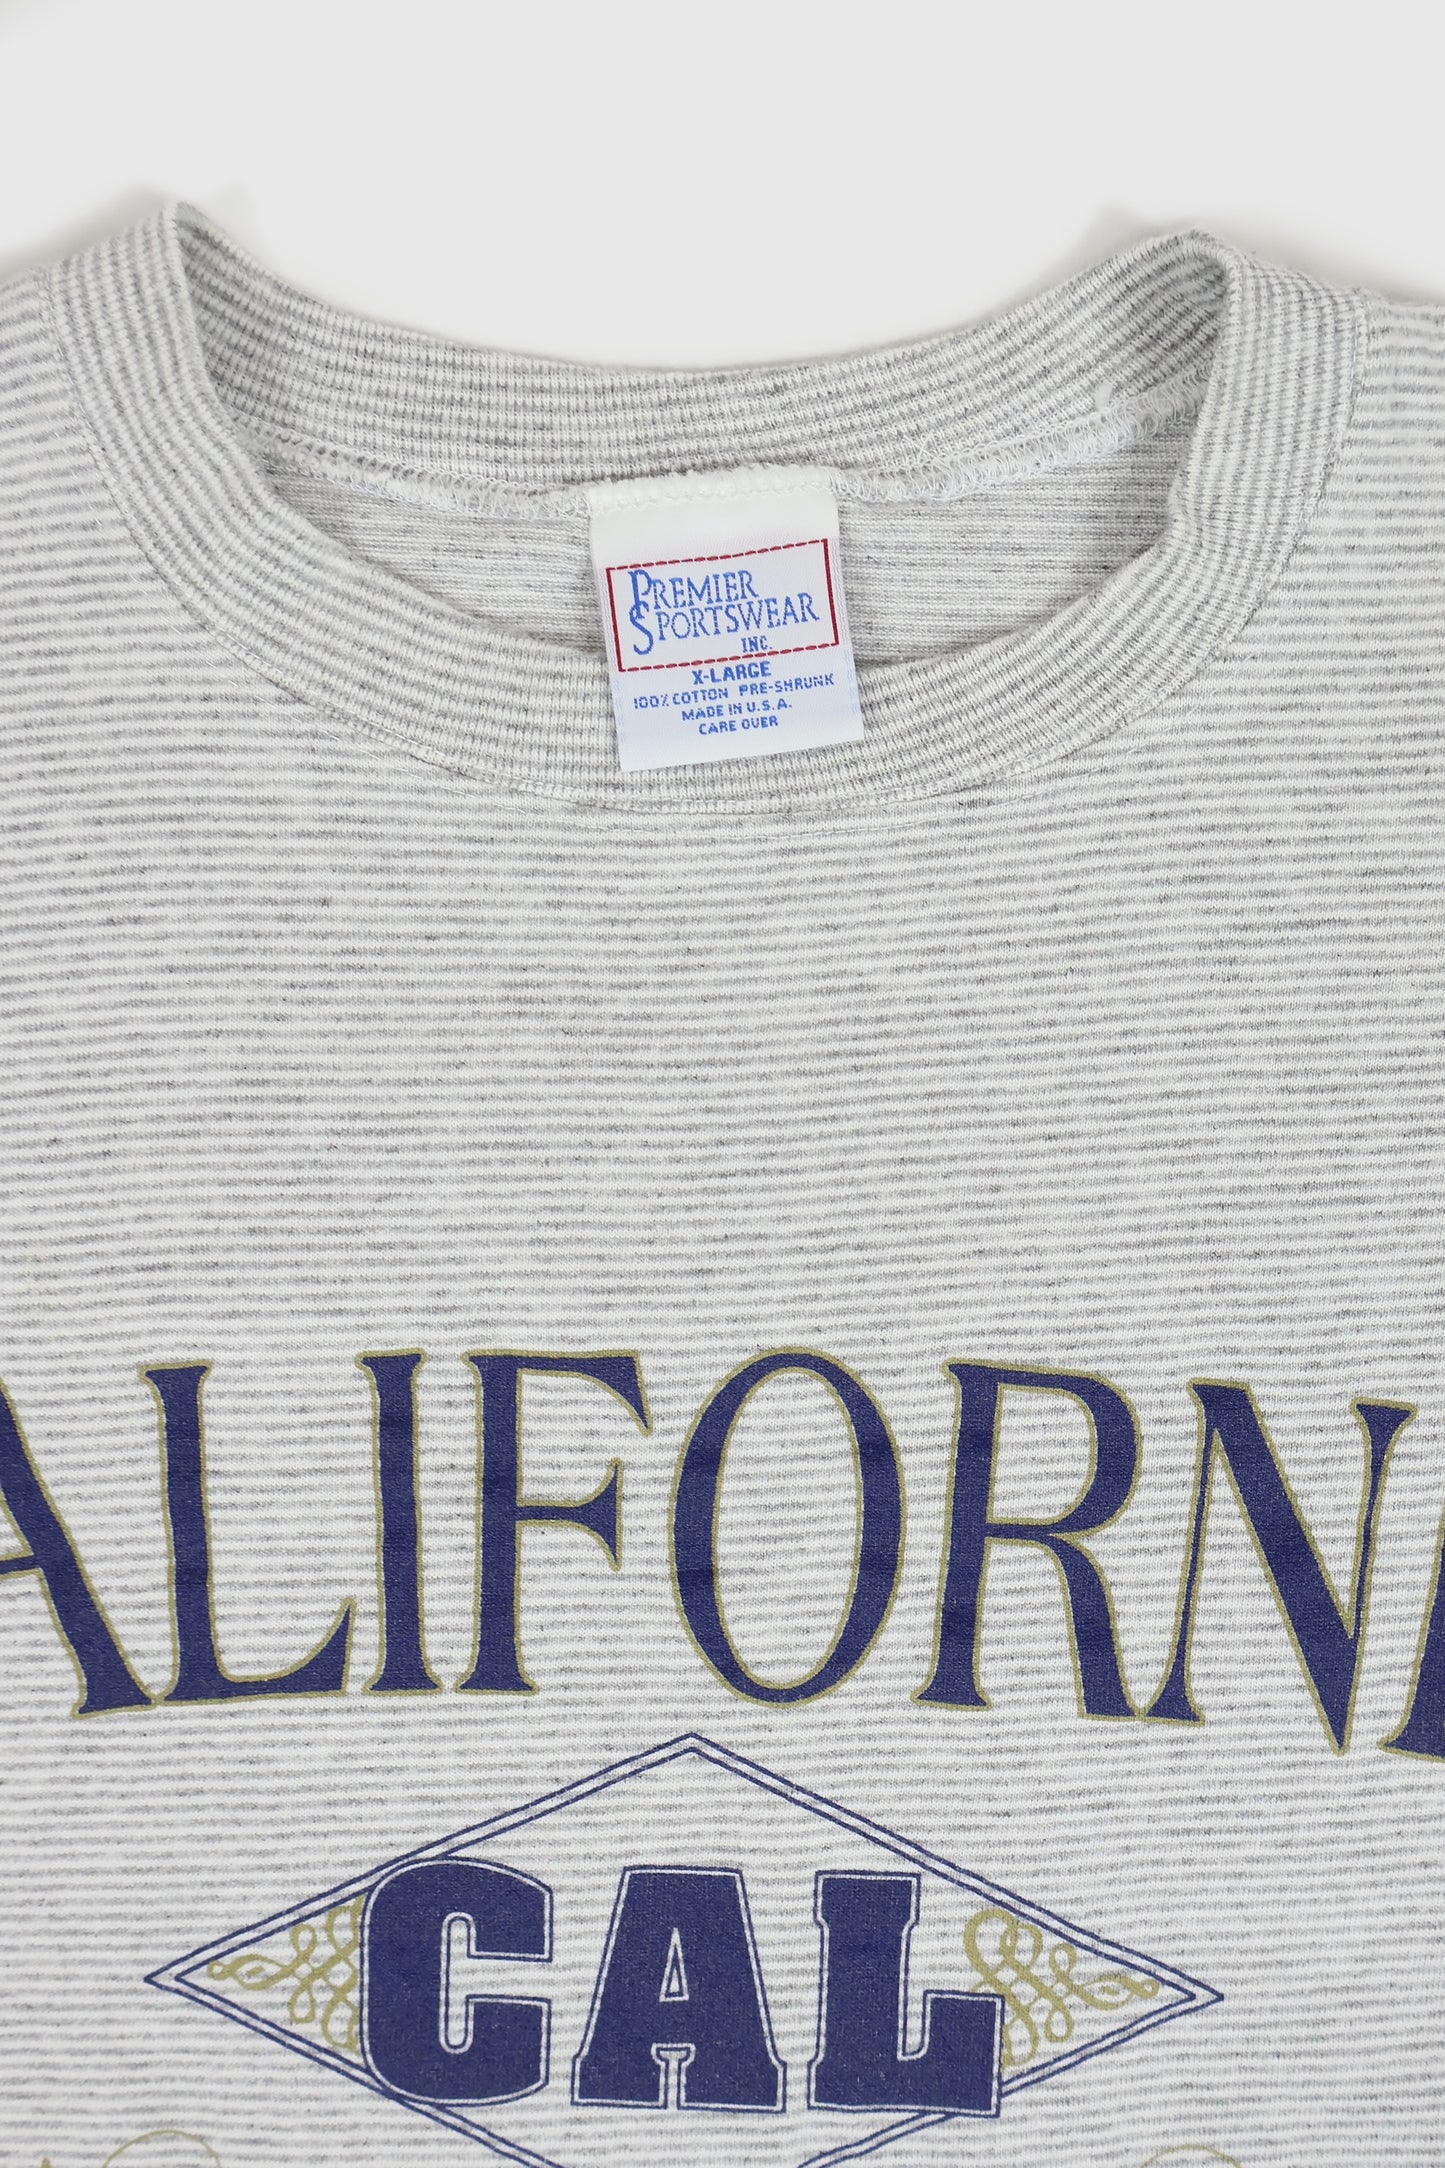 PREMIER
SPORTSWEAR
INC.
X-LARGE
100% COTTON PRE-SHRUNK
MADE IN U.S.A.
CARE OVER
ALIFORN
CAL